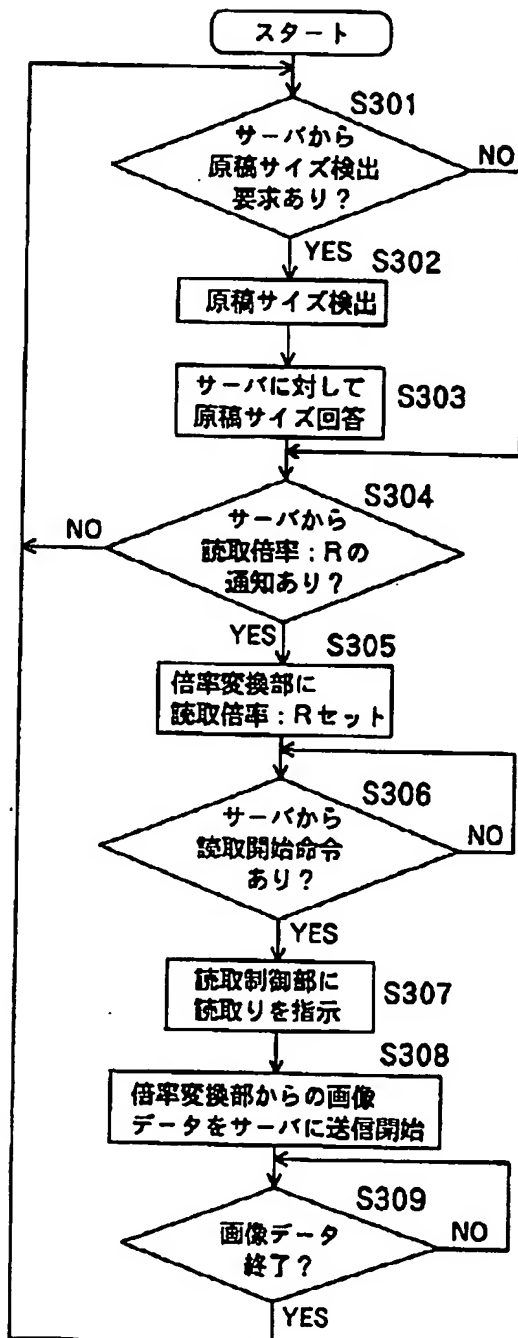 スタート
S301
サーバから
原稿サイズ検出
要求あり？
NO
YES
S302
原稿サイズ検出
サーバに対して
原稿サイズ回答
S303
S304
サーバから
読取倍率：Rの
通知あり？
NO
YES
S305
倍率変換部に
読取倍率：Rセット
S306
サーバから
読取開始命令
あり？
NO
YES
読取制御部に
読取りを指示
S307
S308
倍率変換部からの画像
データをサーバに送信開始
S309
画像データ
終了？
NO
YES